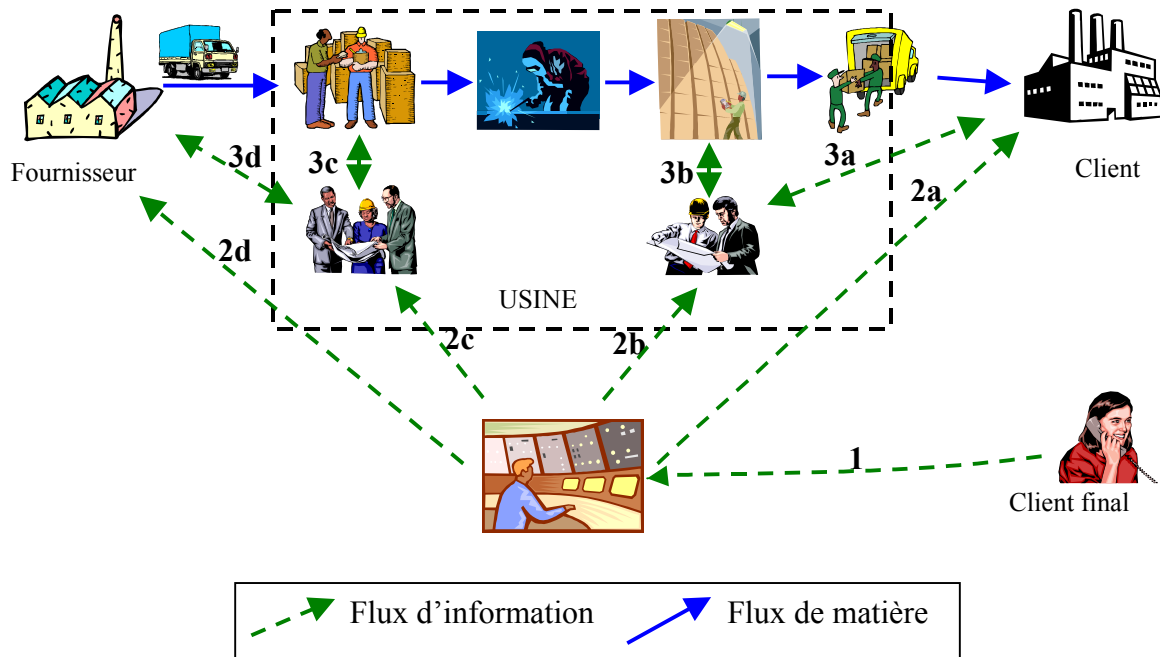 3d
3c
3b
3a
Fournisseur
Client
2a
2d
USINE
2c
2b
1
Client final
Flux d'information
Flux de matière